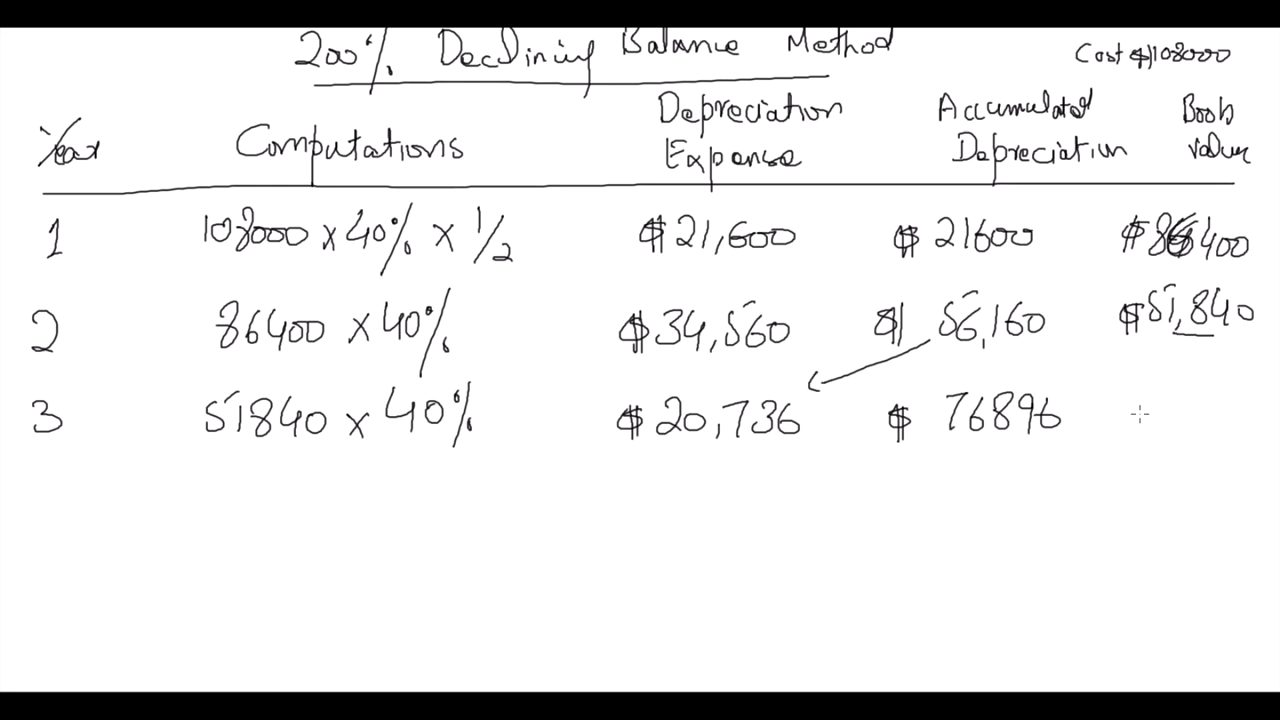 200% Declining Balance Method
Cost $108000
Year Computations Depreciation Expense Accumulated Depreciation Book value
1 108000 x 40% x 1/2 $21,600 $21600 $86400
2 86400 x 40% $34,560 $56,160 $51,840
3 51840 x 40% $20,736 $76896